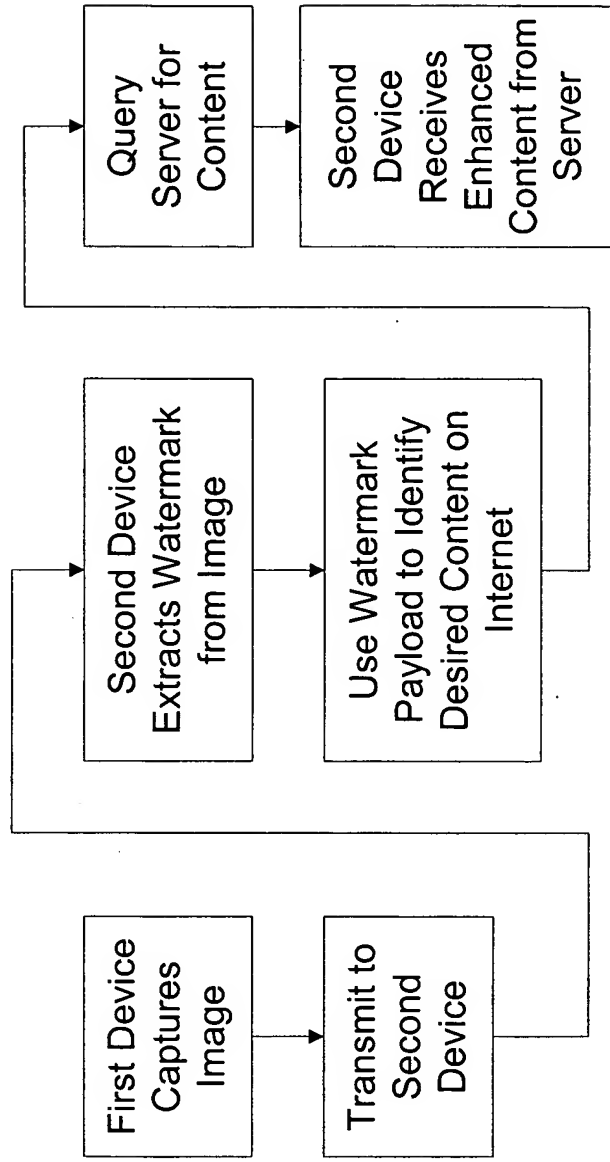 First Device
Captures
Image
Transmit to
Second
Device
Second Device
Extracts Watermark
from Image
Use Watermark
Payload to Identify
Desired Content on
Internet
Query
Server for
Content
Second
Device
Receives
Enhanced
Content from
Server